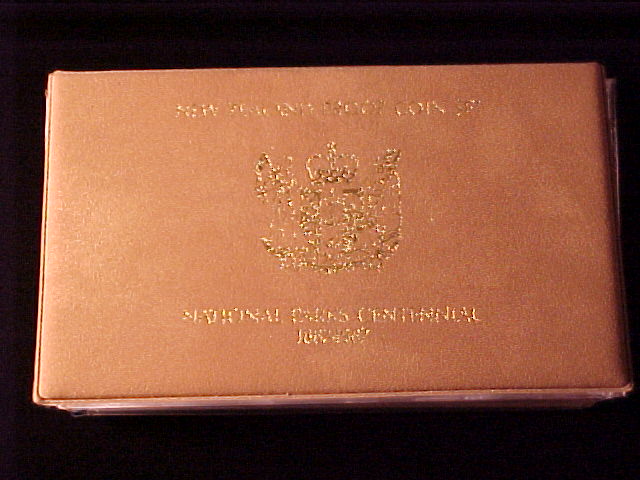 NEW ZEALAND PROOF COIN SET
NATIONAL PARKS CENTENNIAL
1887-1987